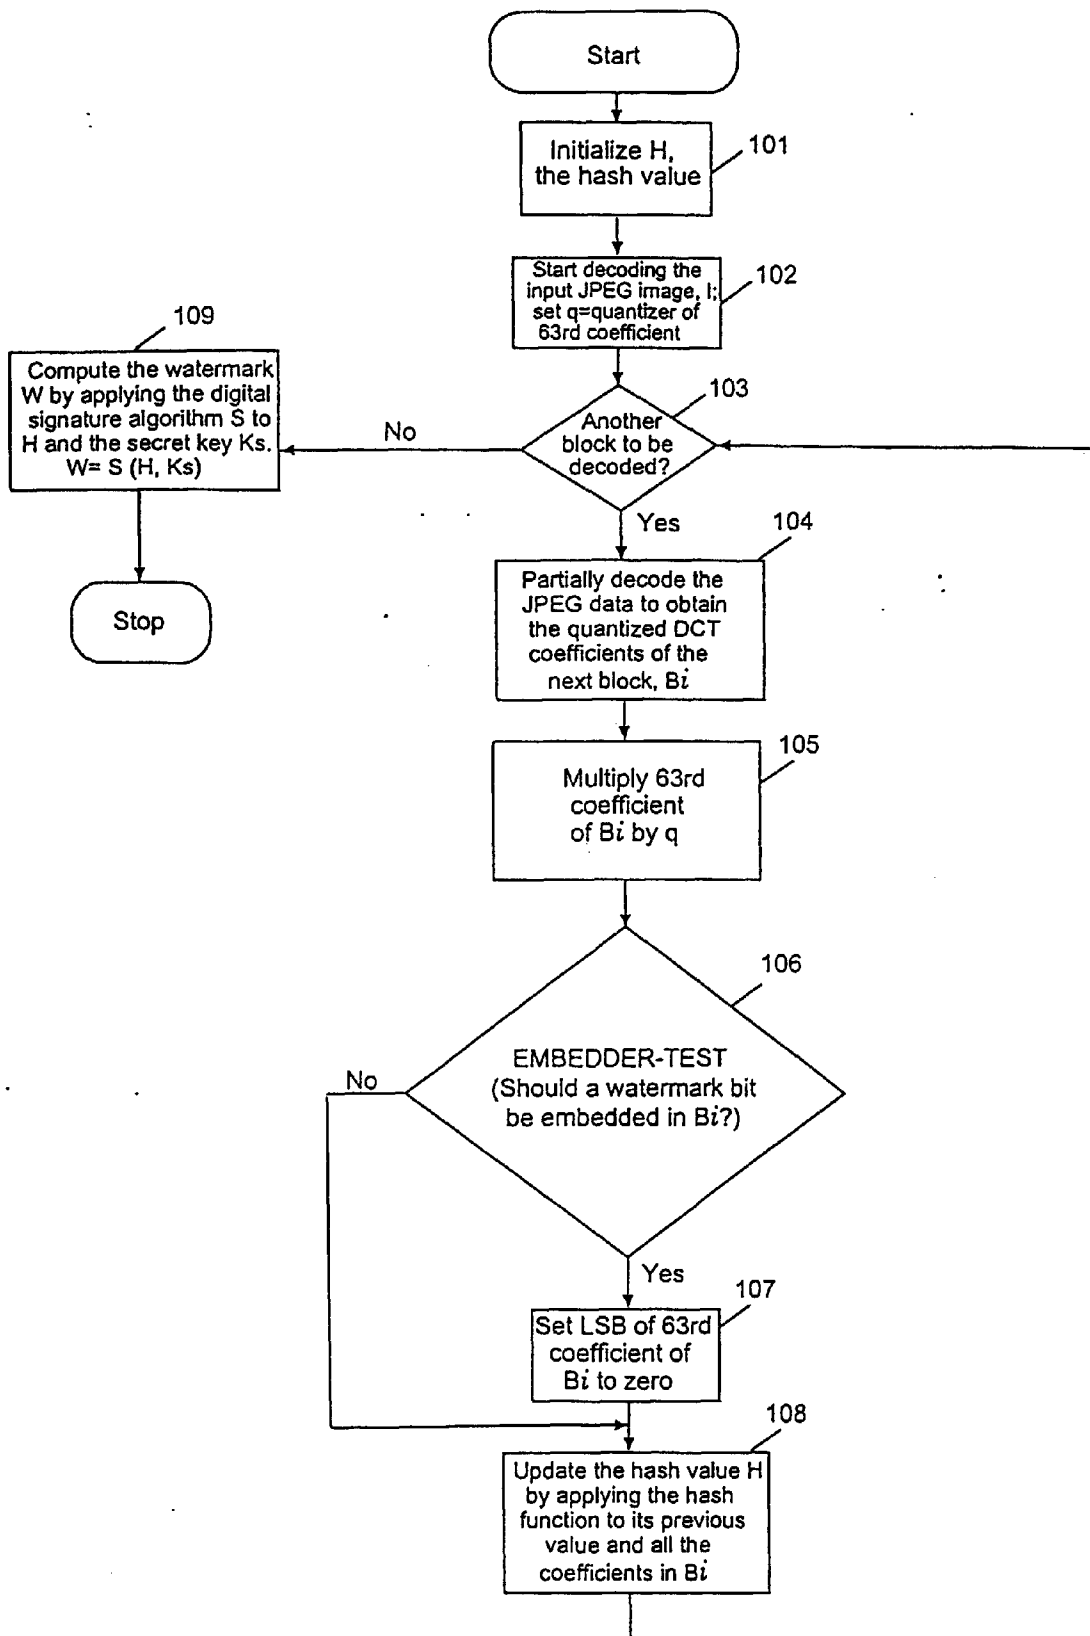 Start
Initialize H,
the hash value
101
Start decoding the
input JPEG image, I;
set q=quantizer of
63rd coefficient
102
109
Compute the watermark
W by applying the digital
signature algorithm S to
H and the secret key Ks.
W= S (H, Ks)
Stop
No
103
Another
block to be
decoded?
Yes
104
Partially decode the
JPEG data to obtain
the quantized DCT
coefficients of the
next block, Bi
105
Multiply 63rd
coefficient
of Bi by q
106
EMBEDDER-TEST
(Should a watermark bit
be embedded in Bi?)
No
Yes
107
Set LSB of 63rd
coefficient of
Bi to zero
108
Update the hash value H
by applying the hash
function to its previous
value and all the
coefficients in Bi